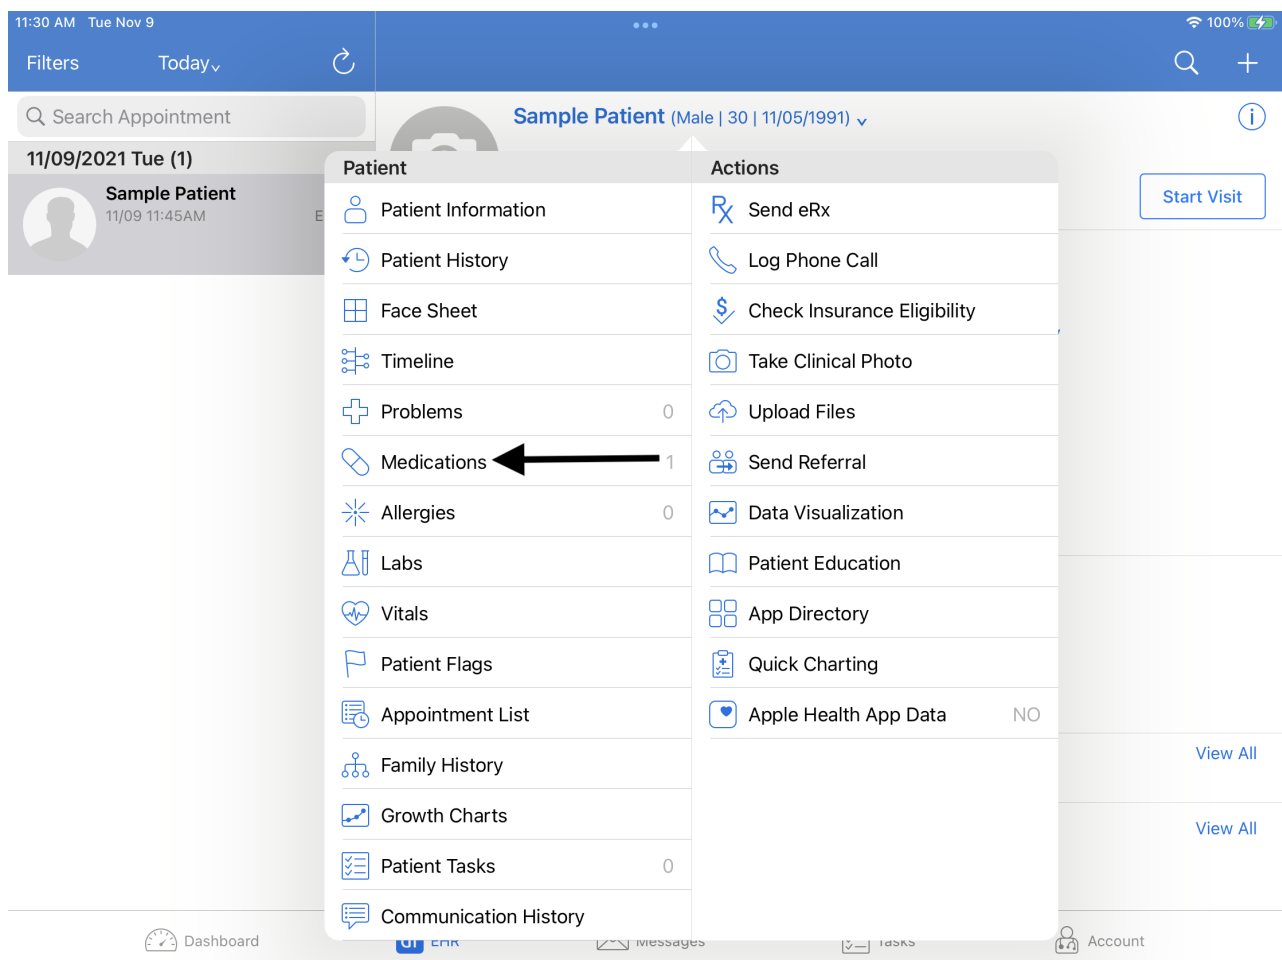 11:30 AM Tue Nov 9
100%
Filters
Today
Search Appointment
11/09/2021 Tue (1)
Sample Patient
11/09 11:45AM
E
Sample Patient (Male | 30 | 11/05/1991)
Start Visit
Patient
Patient Information
Patient History
Face Sheet
Timeline
Problems 0
Medications 1
Allergies 0
Labs
Vitals
Patient Flags
Appointment List
Family History
Growth Charts
Patient Tasks 0
Communication History
Actions
Send eRx
Log Phone Call
Check Insurance Eligibility
Take Clinical Photo
Upload Files
Send Referral
Data Visualization
Patient Education
App Directory
Quick Charting
Apple Health App Data NO
View All
View All
Dashboard
EHR
Messages
Tasks
Account